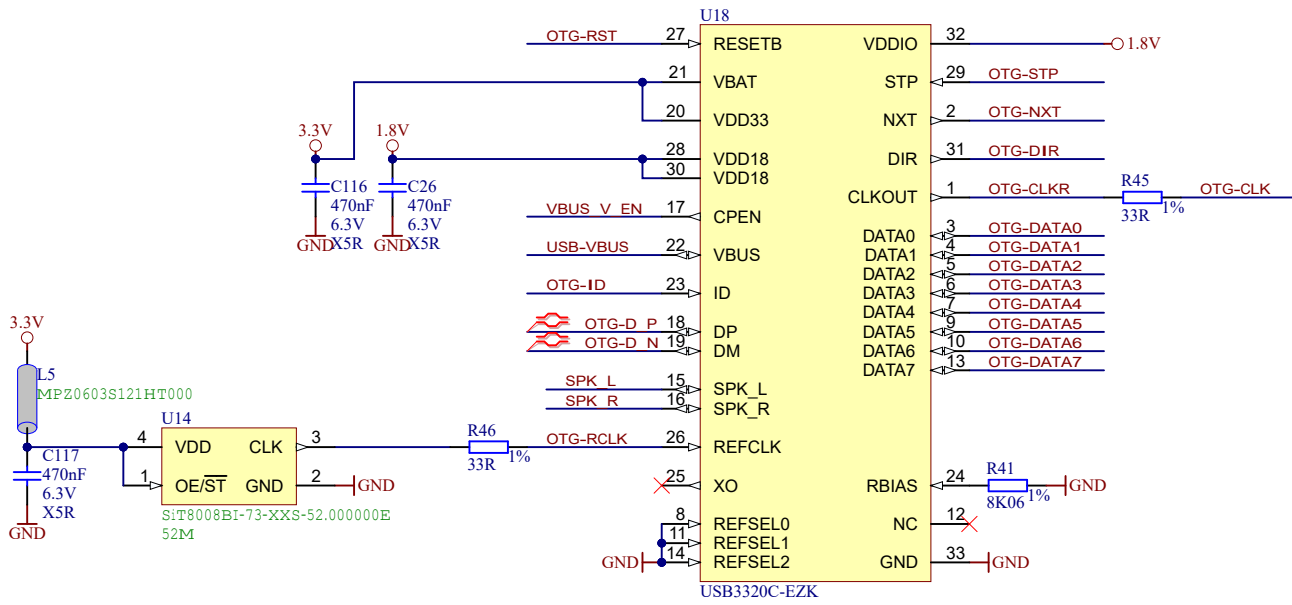 U18
OTG-RST 27 RESETB VDDIO 32 1.8V
21 VBAT STP 29 OTG-STP
20 VDD33 NXT 2 OTG-NXT
3.3V 1.8V
28 VDD18 DIR 31 OTG-DIR
30 VDD18
C116 C26 CLKOUT 1 OTG-CLKR R45 OTG-CLK
470nF 470nF 33R 1%
6.3V 6.3V
X5R X5R
GND GND
VBUS_V_EN 17 CPEN
DATA0 3 OTG-DATA0
USB-VBUS 22 VBUS DATA1 4 OTG-DATA1
DATA2 5 OTG-DATA2
OTG-ID 23 ID DATA3 6 OTG-DATA3
DATA4 7 OTG-DATA4
3.3V OTG-D_P 18 DP DATA5 9 OTG-DATA5
OTG-D_N 19 DM DATA6 10 OTG-DATA6
DATA7 13 OTG-DATA7
L5
MPZ0603S121HT000
SPK_L 15 SPK_L
SPK_R 16 SPK_R
U14
4 VDD CLK 3 R46 OTG-RCLK 26 REFCLK
33R 1%
C117
470nF
6.3V
X5R
GND
1 OE/ST GND 2 GND
25 XO RBIAS 24 R41 GND
8K06 1%
SiT8008BI-73-XXS-52.000000E
52M
8 REFSEL0 NC 12
11 REFSEL1
GND 14 REFSEL2 GND 33 GND
USB3320C-EZK